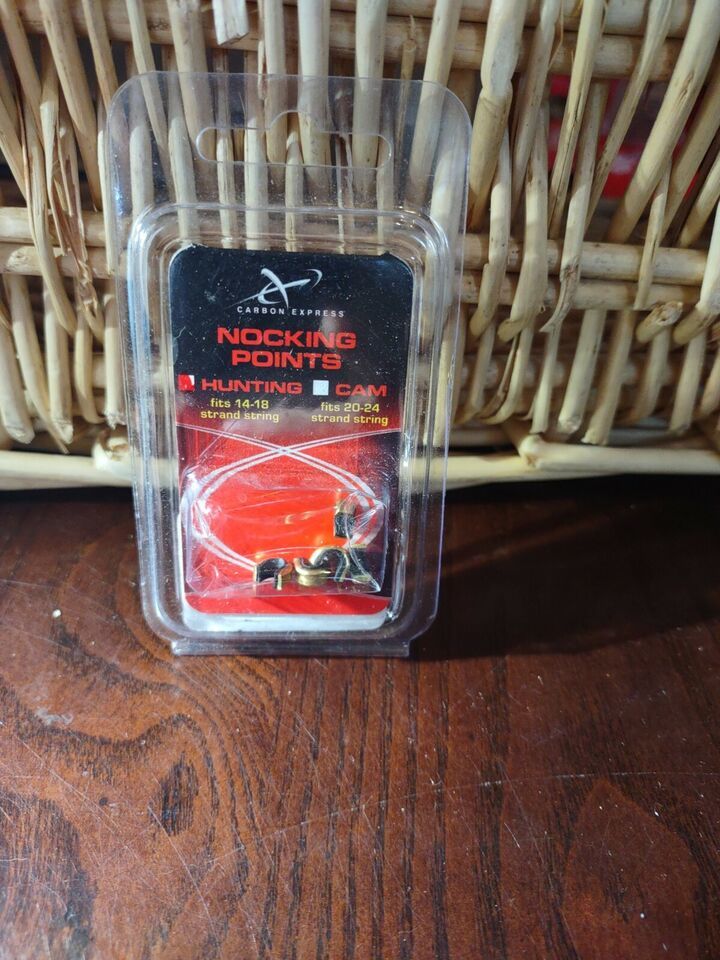 CARBON EXPRESS
NOCKING
POINTS
HUNTING CAM
fits 14-18 fits 20-24
strand string strand string